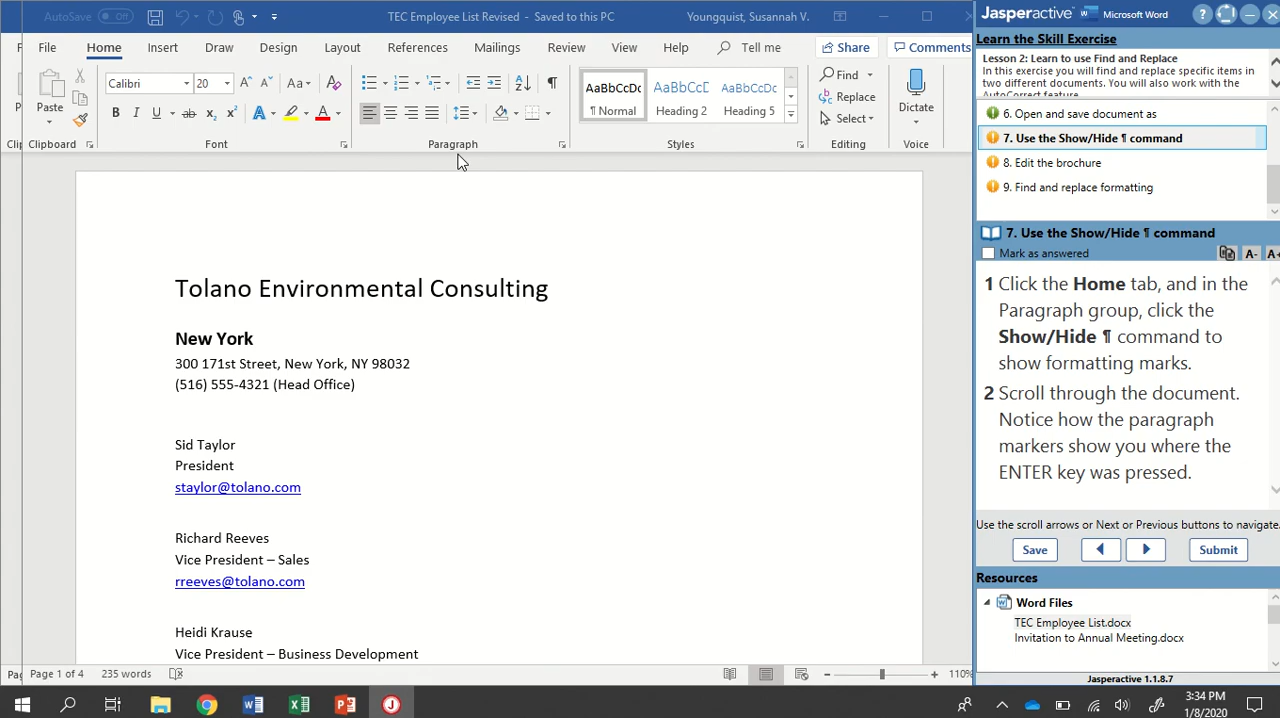 AutoSave Off TEC Employee List Revised - Saved to this PC Youngquist, Susannah V.
File Home Insert Draw Design Layout References Mailings Review View Help Tell me Share Comments
Calibri 20 Aa
Paste
B I U ab x₂ x² A A
Clipboard Font Paragraph Styles Editing Voice
AaBbCcDc AaBbCcD AaBbCcDc
¶ Normal Heading 2 Heading 5
Find
Replace
Select
Dictate
Tolano Environmental Consulting
New York
300 171st Street, New York, NY 98032
(516) 555-4321 (Head Office)
Sid Taylor
President
staylor@tolano.com
Richard Reeves
Vice President – Sales
rreeves@tolano.com
Heidi Krause
Vice President – Business Development
Page 1 of 4 235 words 110%
Jasperactive Microsoft Word
Learn the Skill Exercise
Lesson 2: Learn to use Find and Replace
In this exercise you will find and replace specific items in
two different documents. You will also work with the
AutoCorrect feature
6. Open and save document as
7. Use the Show/Hide ¶ command
8. Edit the brochure
9. Find and replace formatting
7. Use the Show/Hide ¶ command
Mark as answered A- A+
1 Click the Home tab, and in the
Paragraph group, click the
Show/Hide ¶ command to
show formatting marks.
2 Scroll through the document.
Notice how the paragraph
markers show you where the
ENTER key was pressed.
Use the scroll arrows or Next or Previous buttons to navigate.
Save Submit
Resources
Word Files
TEC Employee List.docx
Invitation to Annual Meeting.docx
Jasperactive 1.1.8.7
3:34 PM
1/8/2020